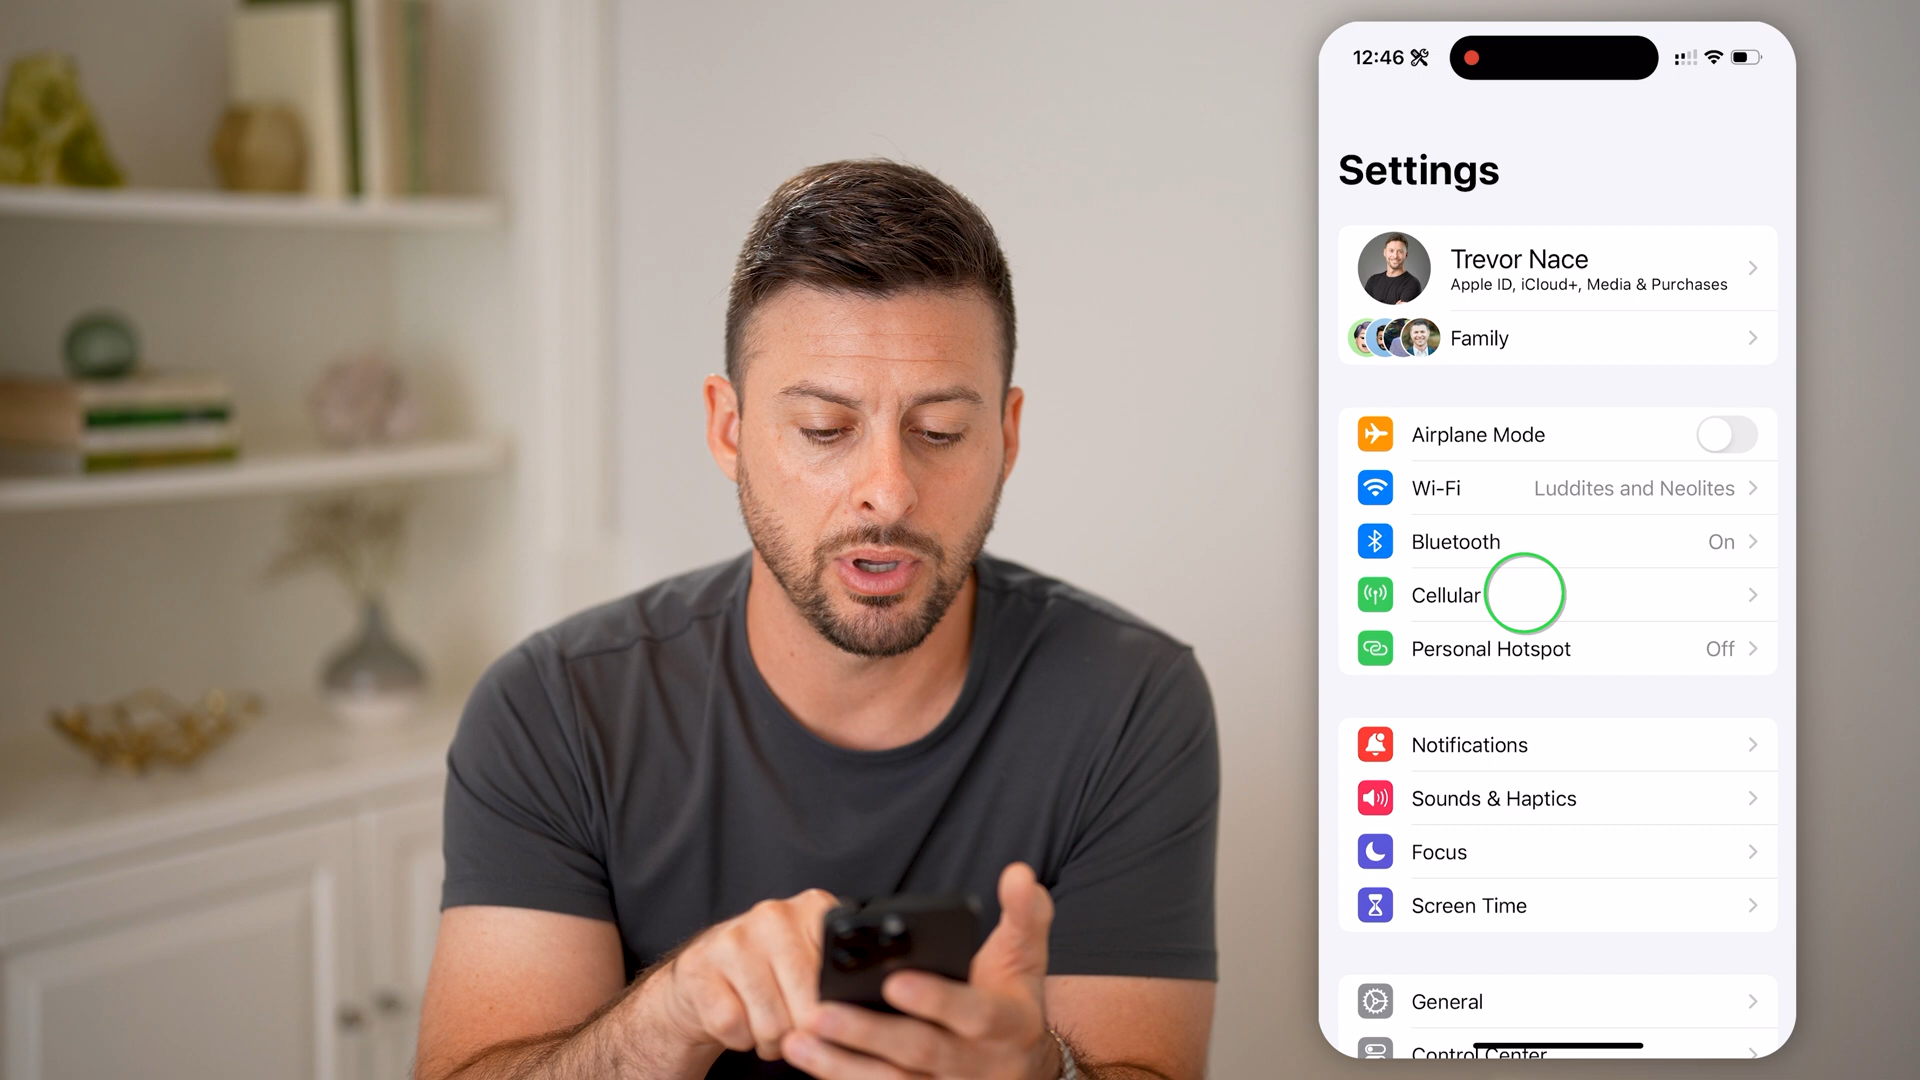 12:46
Settings
Trevor Nace
Apple ID, iCloud+, Media & Purchases
Family
Airplane Mode
Wi-Fi Luddites and Neolites
Bluetooth On
Cellular
Personal Hotspot Off
Notifications
Sounds & Haptics
Focus
Screen Time
General
Control Center